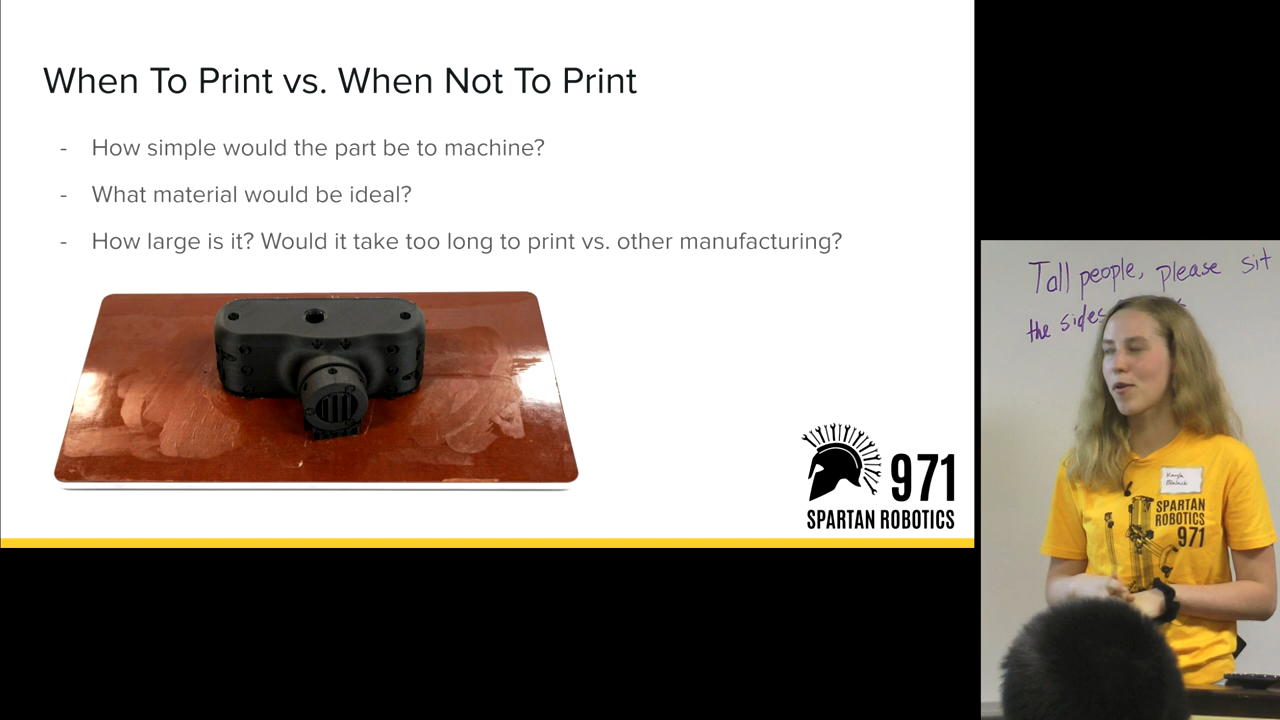 When To Print vs. When Not To Print
- How simple would the part be to machine?
- What material would be ideal?
- How large is it? Would it take too long to print vs. other manufacturing?
971
SPARTAN ROBOTICS
Tall people, please sit
the sides
Kayla
SPARTAN
ROBOTICS
971